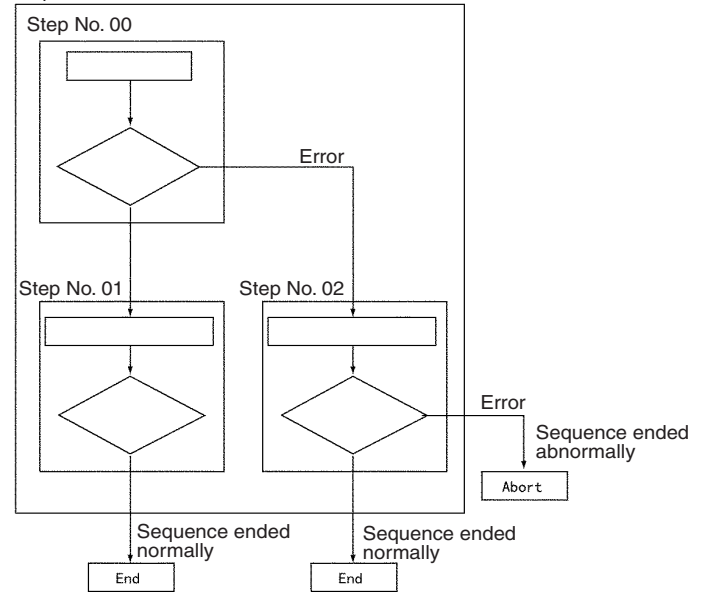 Step No. 00
Error
Step No. 01
Step No. 02
Error
Sequence ended
abnormally
Abort
Sequence ended
normally
Sequence ended
normally
End
End